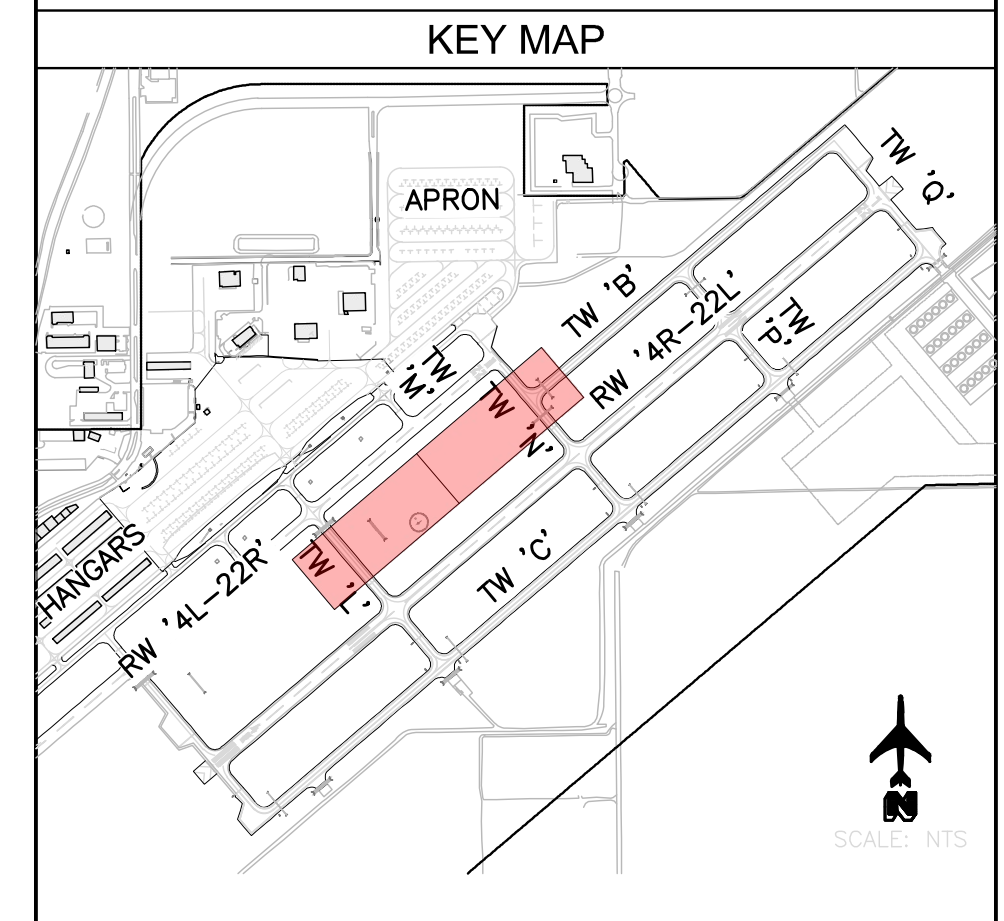 KEY MAP
TW 'Q'
APRON
TW 'B'
RW '4R-22L'
TW 'P'
TW 'M'
TW 'N'
HANGARS
RW '4L-22R'
TW 'L'
TW 'C'
N
SCALE: NTS